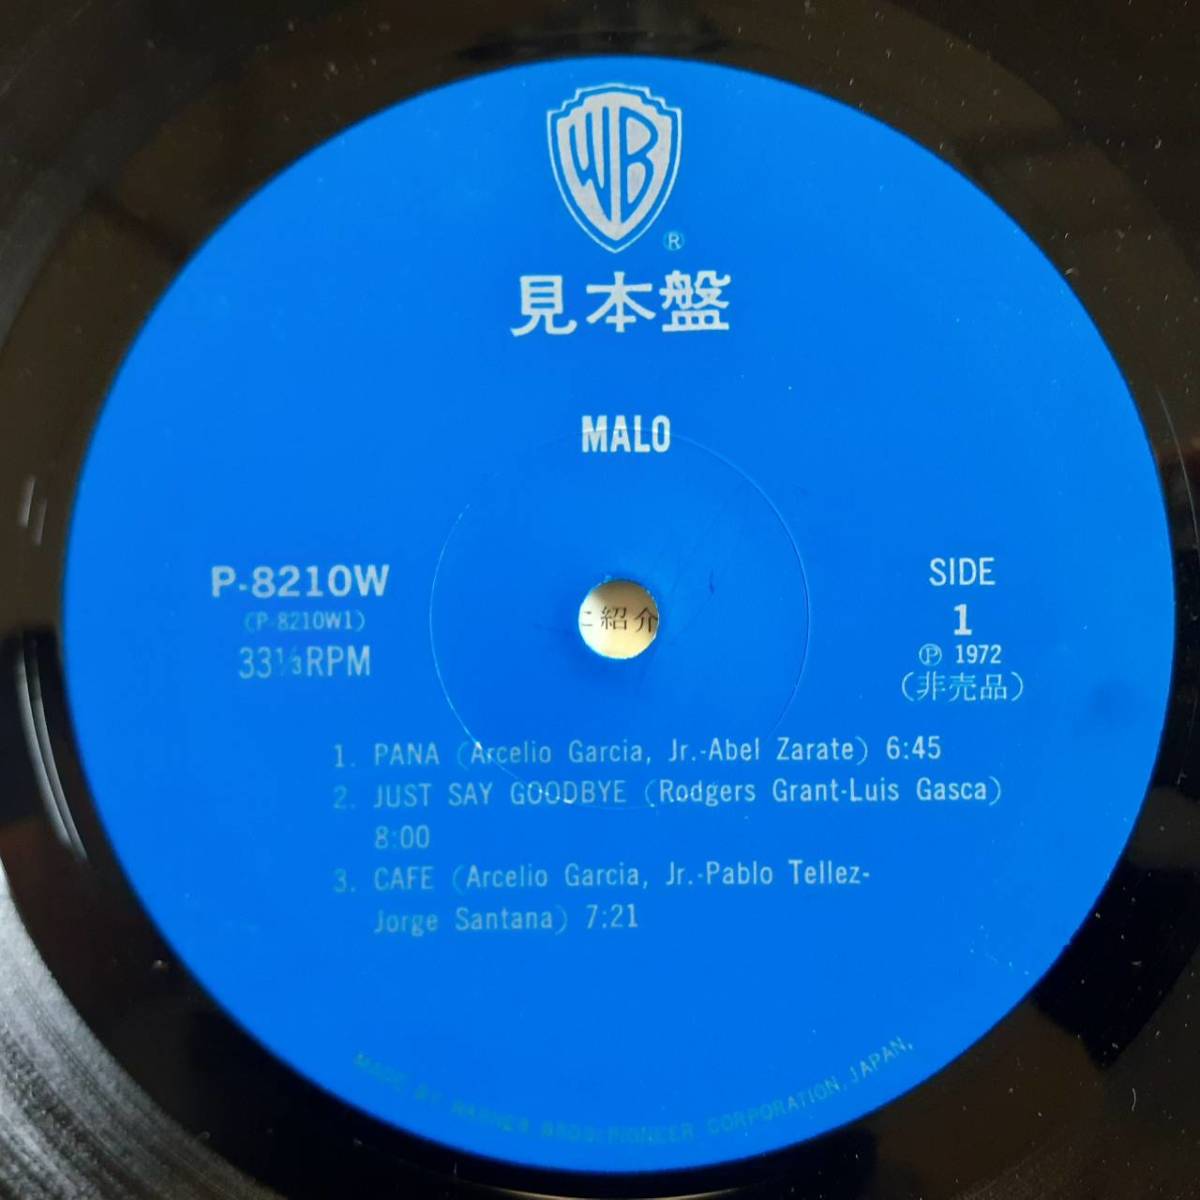 WB
®
見本盤
MALO
P-8210W
(P-8210W1)
33⅓RPM
SIDE
1
Ⓟ 1972
(非売品)
に紹介
1. PANA (Arcelio Garcia, Jr.-Abel Zarate) 6:45
2. JUST SAY GOODBYE (Rodgers Grant-Luis Gasca)
8:00
3. CAFE (Arcelio Garcia, Jr.-Pablo Tellez-
Jorge Santana) 7:21
MADE BY WARNER BROS. PIONEER CORPORATION, JAPAN,